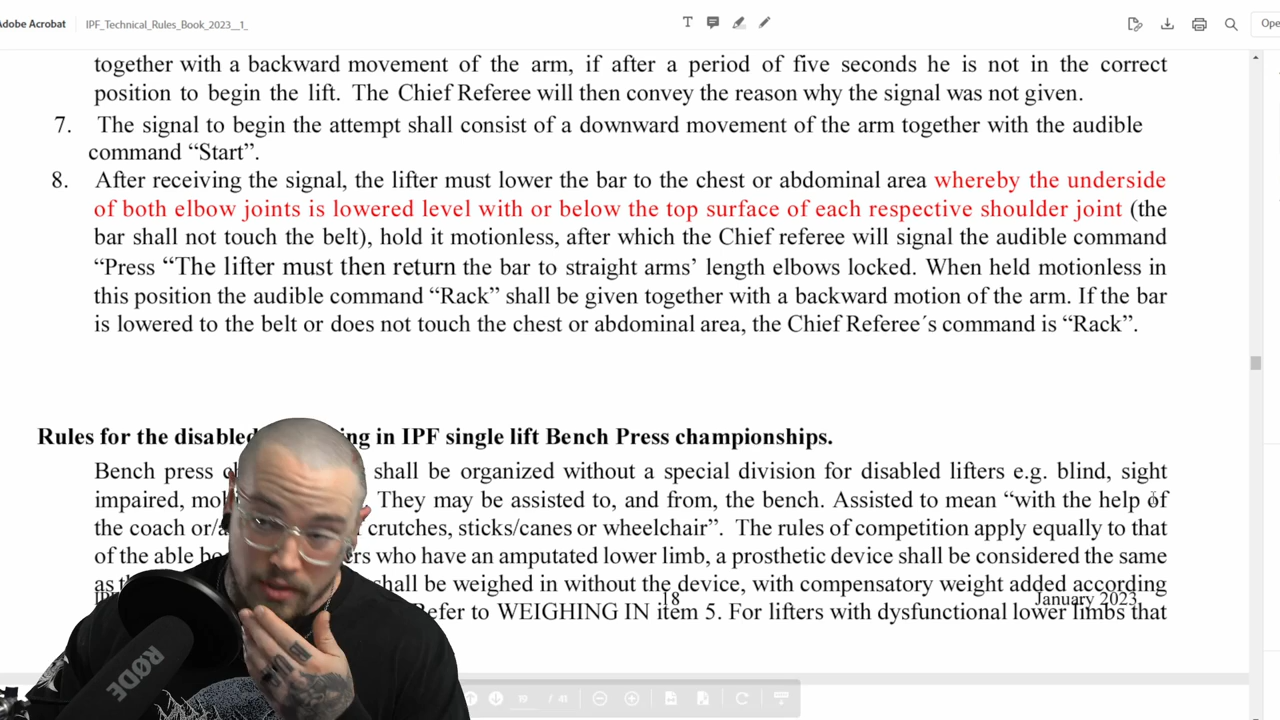 Adobe Acrobat
IPF_Technical_Rules_Book_2023__1_
Ope
together with a backward movement of the arm, if after a period of five seconds he is not in the correct
position to begin the lift. The Chief Referee will then convey the reason why the signal was not given.
7. The signal to begin the attempt shall consist of a downward movement of the arm together with the audible
command “Start”.
8. After receiving the signal, the lifter must lower the bar to the chest or abdominal area whereby the underside
of both elbow joints is lowered level with or below the top surface of each respective shoulder joint (the
bar shall not touch the belt), hold it motionless, after which the Chief referee will signal the audible command
“Press “The lifter must then return the bar to straight arms’ length elbows locked. When held motionless in
this position the audible command “Rack” shall be given together with a backward motion of the arm. If the bar
is lowered to the belt or does not touch the chest or abdominal area, the Chief Referee´s command is “Rack”.
Rules for the disabled ing in IPF single lift Bench Press championships.
Bench press shall be organized without a special division for disabled lifters e.g. blind, sight
impaired, They may be assisted to, and from, the bench. Assisted to mean “with the help of
the coach or/ crutches, sticks/canes or wheelchair”. The rules of competition apply equally to that
of the able who have an amputated lower limb, a prosthetic device shall be considered the same
as shall be weighed in without the device, with compensatory weight added according
Refer to WEIGHING IN item 5. For lifters with dysfunctional lower limbs that
18
January 2023
19 / 41
RØDE